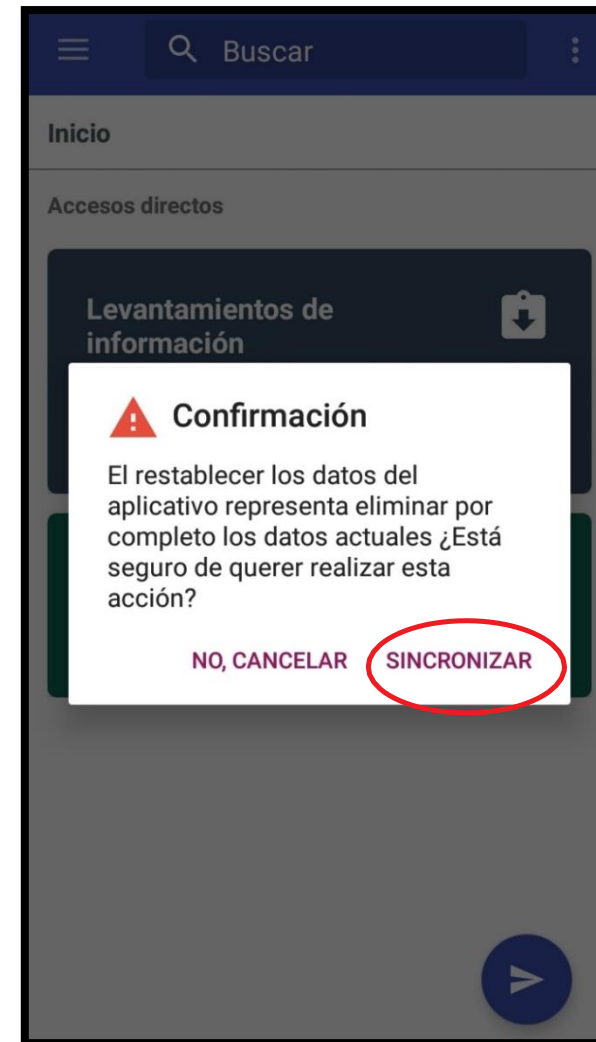 Buscar
Inicio
Accesos directos
Levantamientos de
información
Confirmación
El restablecer los datos del
aplicativo representa eliminar por
completo los datos actuales ¿Está
seguro de querer realizar esta
acción?
NO, CANCELAR SINCRONIZAR